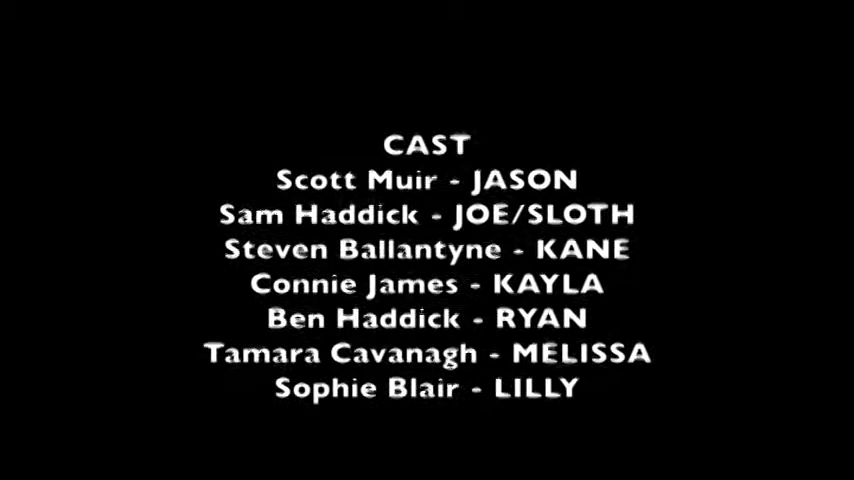 CAST
Scott Muir - JASON
Sam Haddick - JOE/SLOTH
Steven Ballantyne - KANE
Connie James - KAYLA
Ben Haddick - RYAN
Tamara Cavanagh - MELISSA
Sophie Blair - LILLY